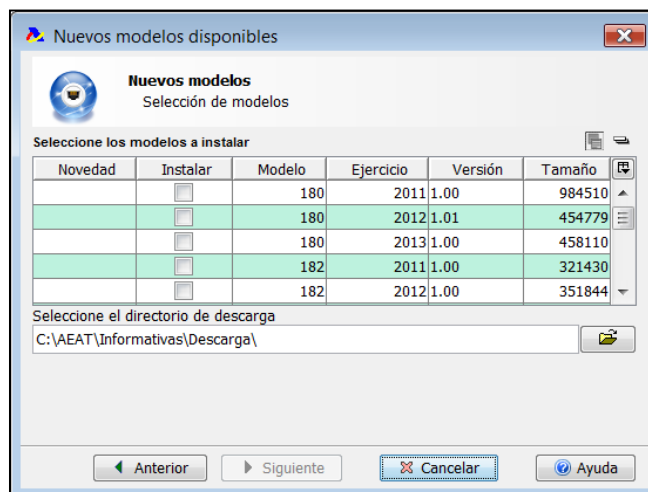 Nuevos modelos disponibles
Nuevos modelos
Selección de modelos
Seleccione los modelos a instalar
Novedad Instalar Modelo Ejercicio Versión Tamaño
180 2011 1.00 984510
180 2012 1.01 454779
180 2013 1.00 458110
182 2011 1.00 321430
182 2012 1.00 351844
Seleccione el directorio de descarga
C:\AEAT\Informativas\Descarga\
Anterior Siguiente Cancelar Ayuda